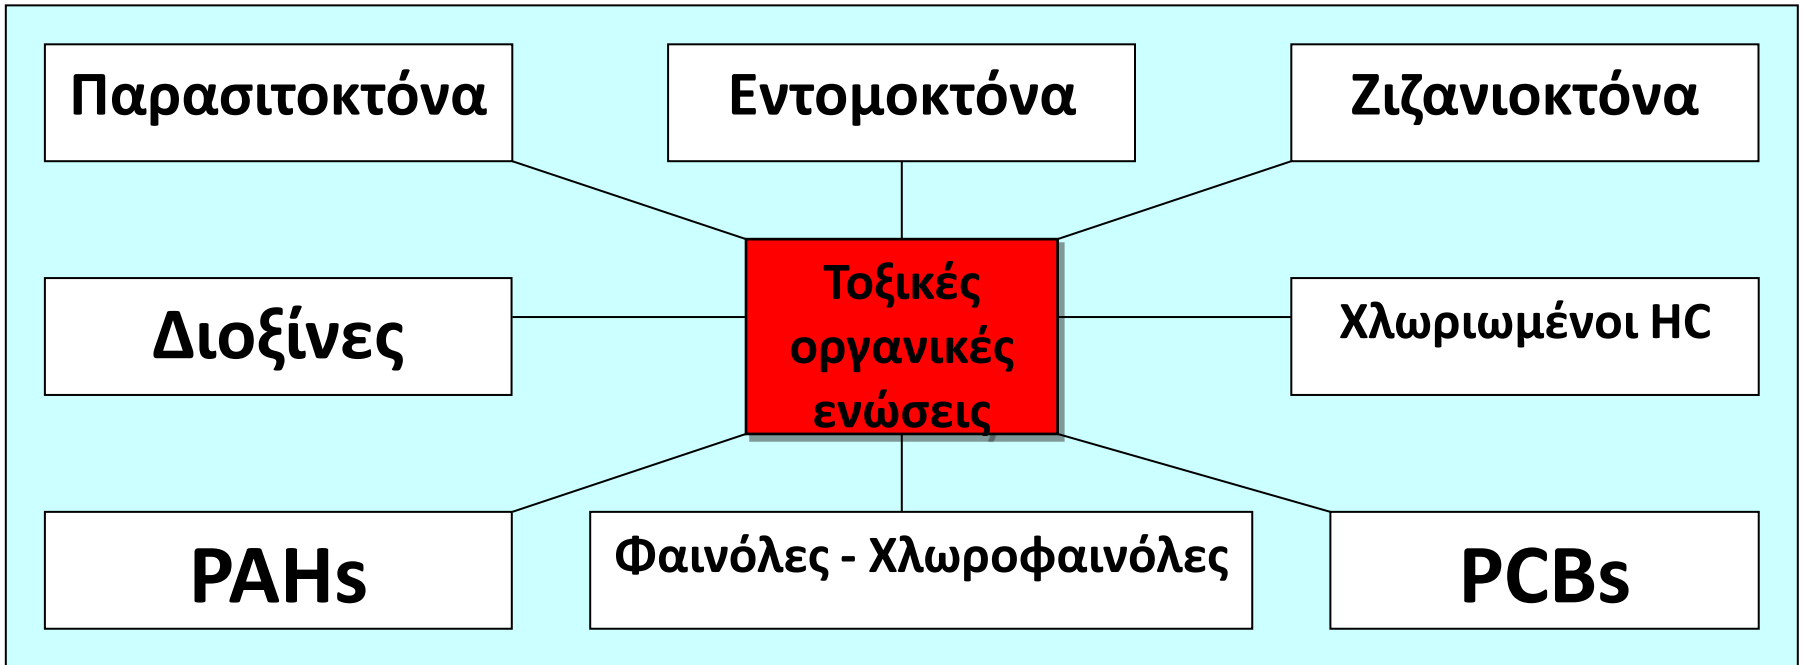 Παρασιτοκτόνα
Εντομοκτόνα
Ζιζανιοκτόνα
Διοξίνες
Τοξικές
οργανικές
ενώσεις
Χλωριωμένοι HC
PAHs
Φαινόλες - Χλωροφαινόλες
PCBs